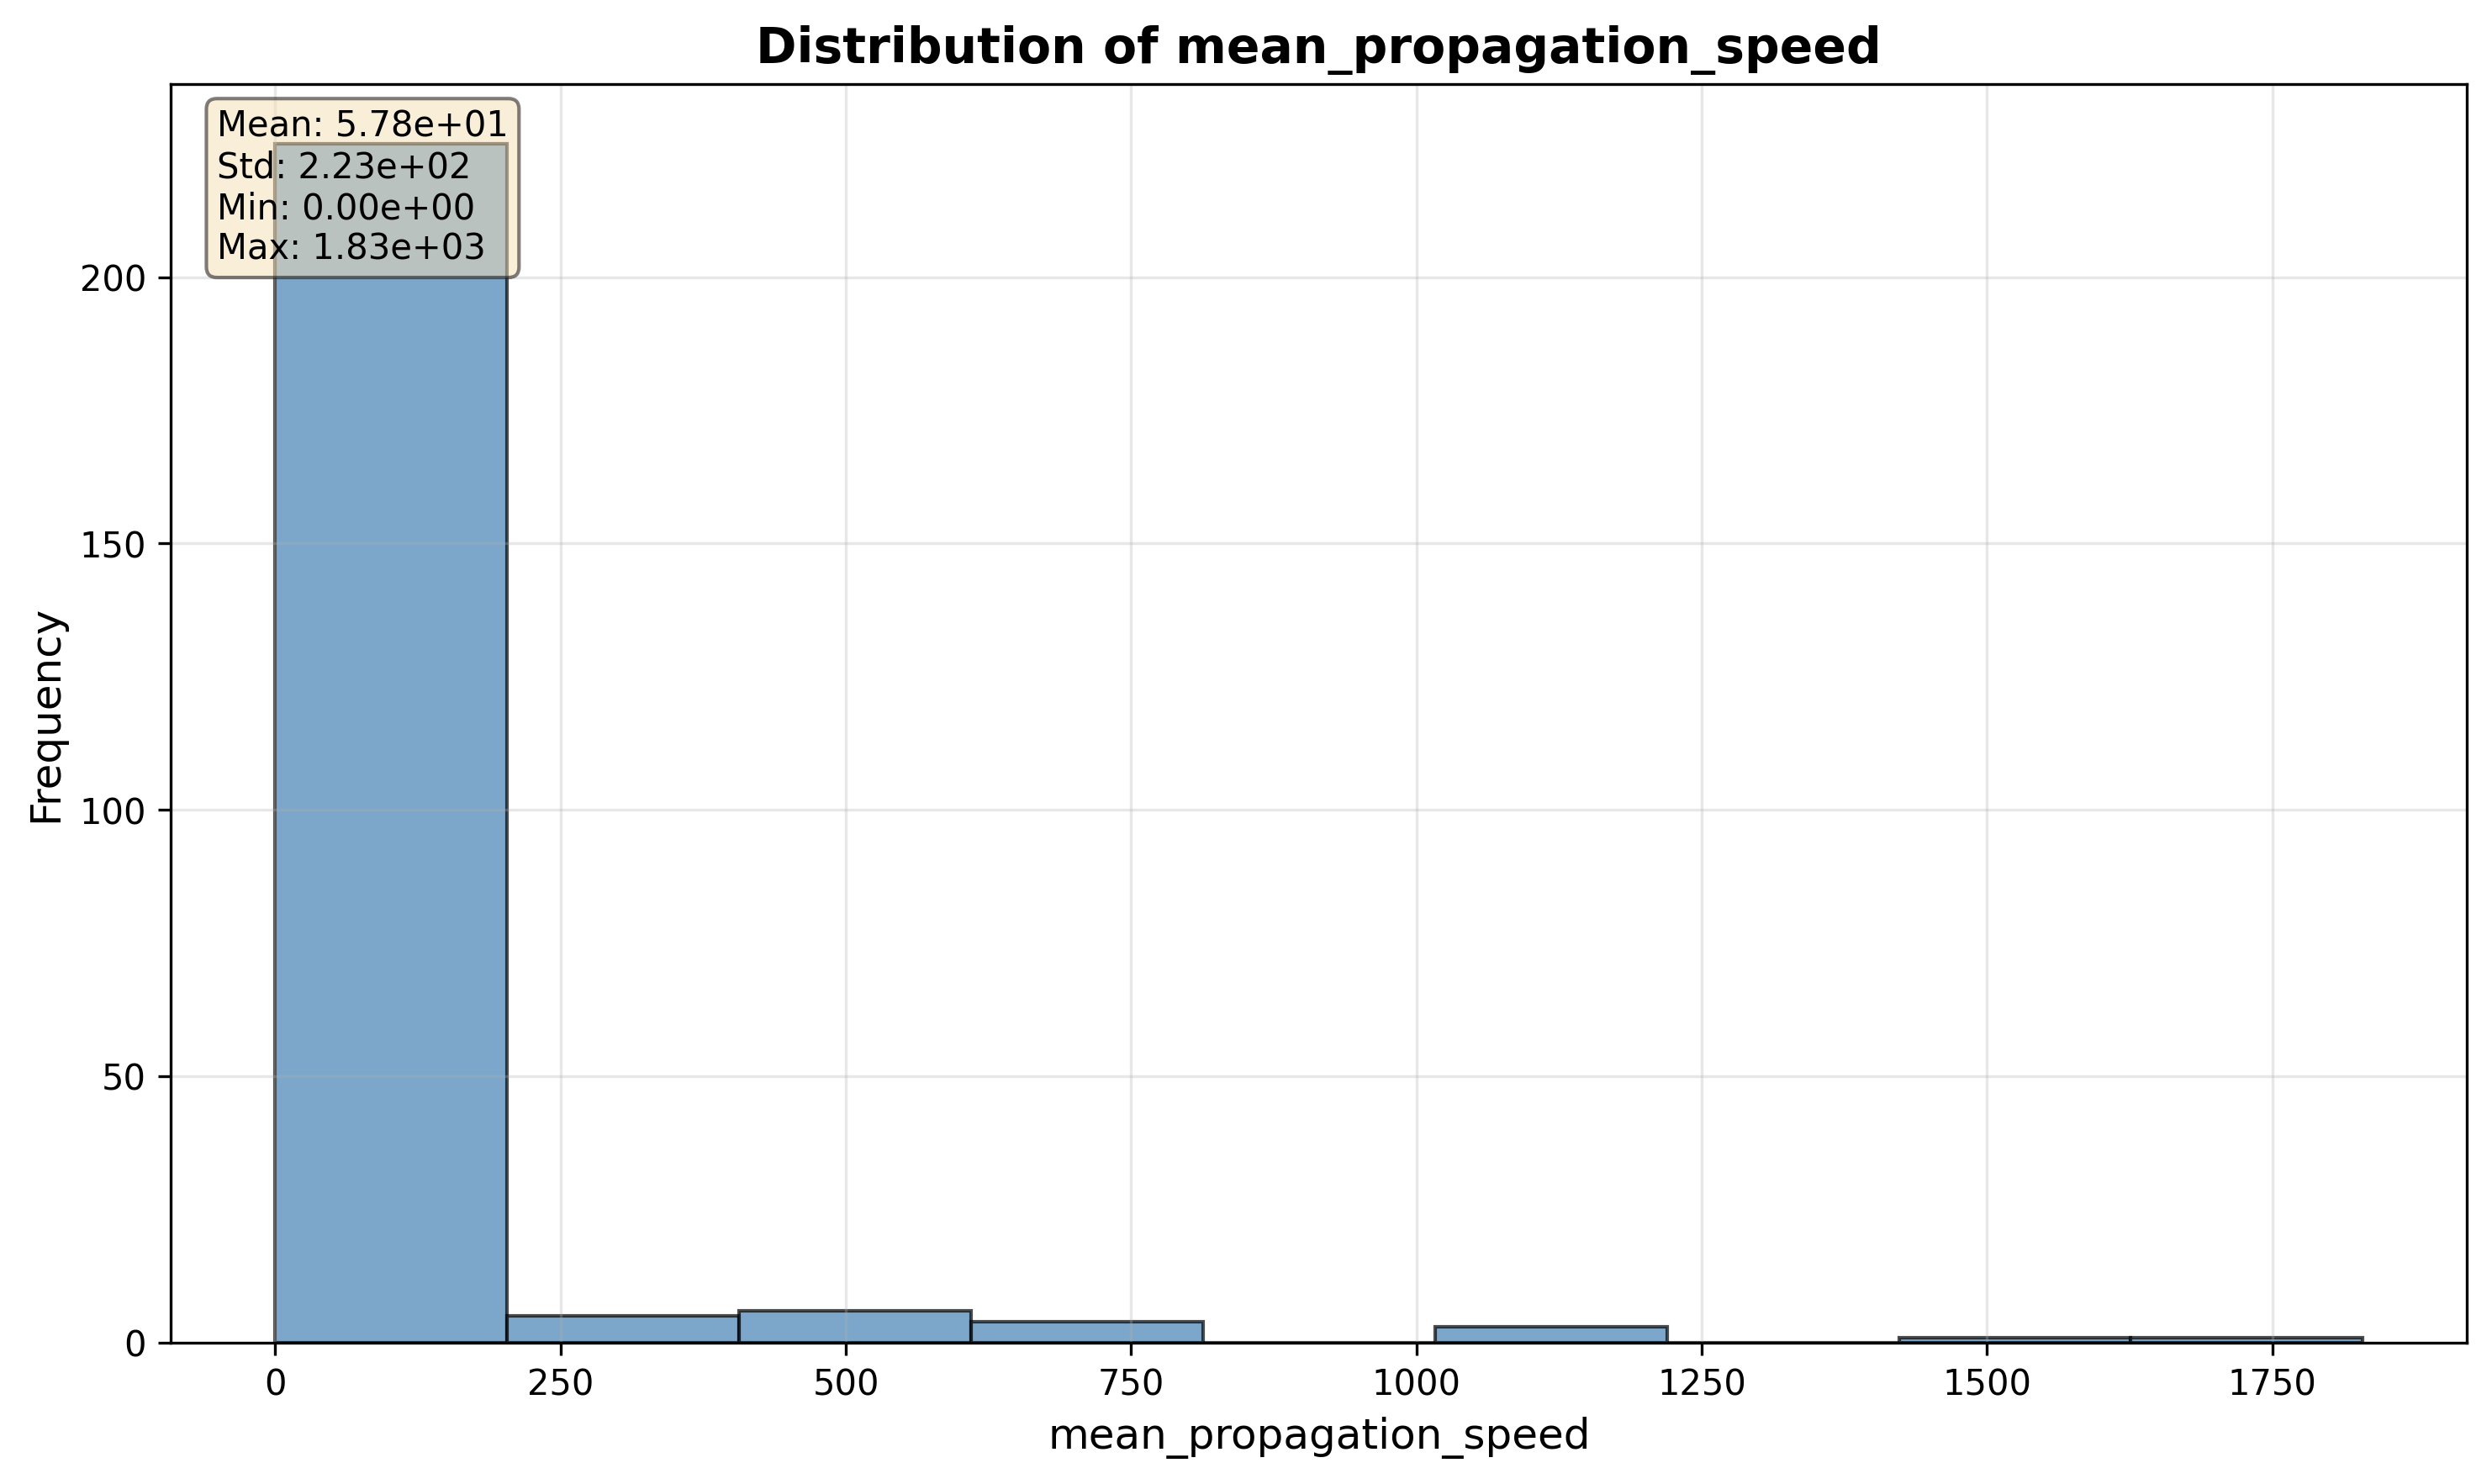 Distribution of mean_propagation_speed
Mean: 5.78e+01
Std: 2.23e+02
Min: 0.00e+00
Max: 1.83e+03
Frequency
200
150
100
50
0
0 250 500 750 1000 1250 1500 1750
mean_propagation_speed